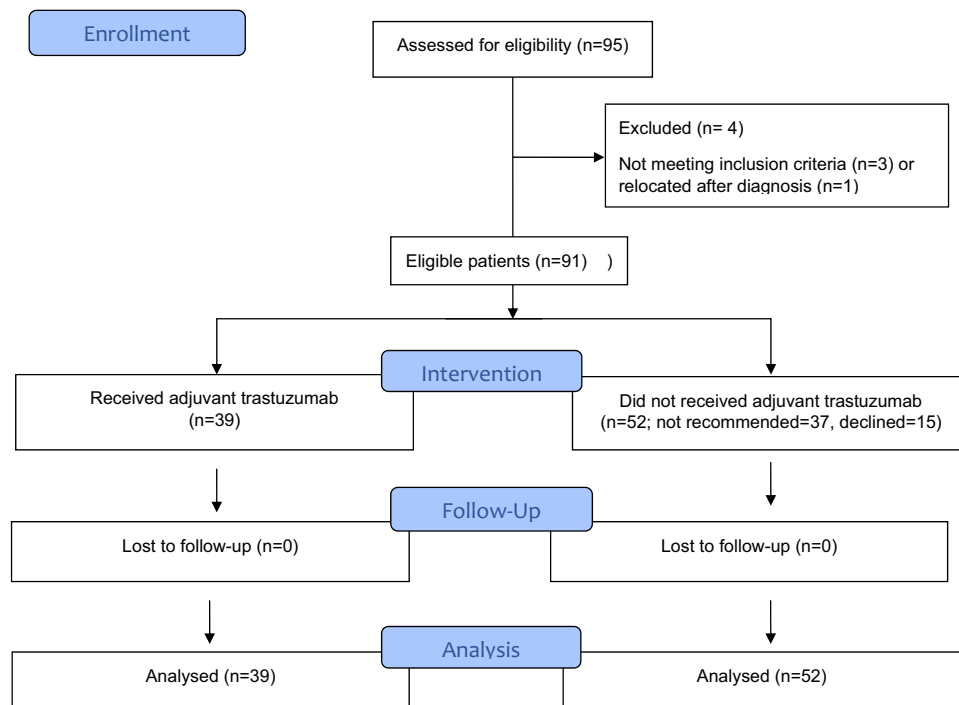 Enrollment
Assessed for eligibility (n=95)
Excluded (n= 4)
Not meeting inclusion criteria (n=3) or
relocated after diagnosis (n=1)
Eligible patients (n=91) )
Intervention
Received adjuvant trastuzumab
(n=39)
Did not received adjuvant trastuzumab
(n=52; not recommended=37, declined=15)
Follow-Up
Lost to follow-up (n=0)
Lost to follow-up (n=0)
Analysis
Analysed (n=39)
Analysed (n=52)